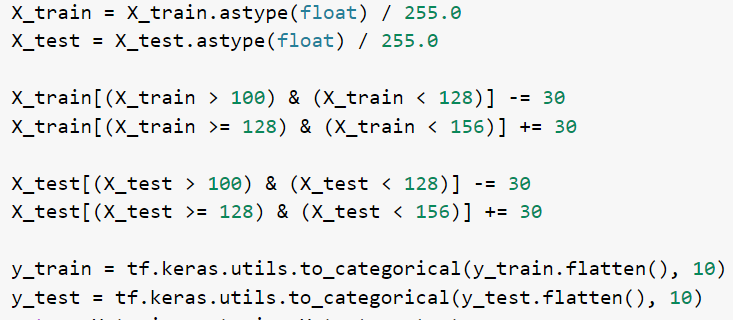 X_train = X_train.astype(float) / 255.0
X_test = X_test.astype(float) / 255.0
X_train[(X_train > 100) & (X_train < 128)] -= 30
X_train[(X_train >= 128) & (X_train < 156)] += 30
X_test[(X_test > 100) & (X_test < 128)] -= 30
X_test[(X_test >= 128) & (X_test < 156)] += 30
y_train = tf.keras.utils.to_categorical(y_train.flatten(), 10)
y_test = tf.keras.utils.to_categorical(y_test.flatten(), 10)